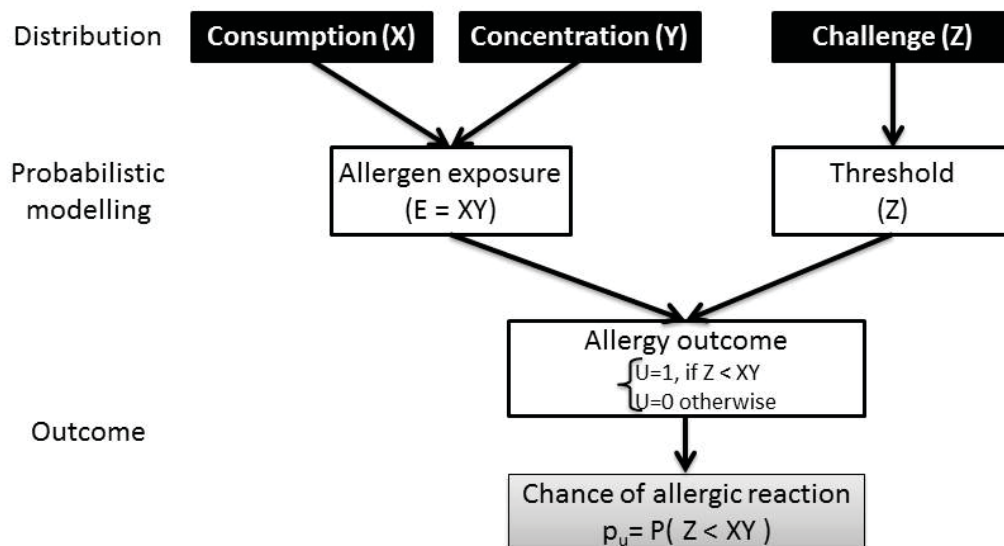 Distribution
Consumption (X)
Concentration (Y)
Challenge (Z)
Probabilistic
modelling
Allergen exposure
(E = XY)
Threshold
(Z)
Allergy outcome
U=1, if Z < XY
U=0 otherwise
Outcome
Chance of allergic reaction
pᵤ= P( Z < XY )